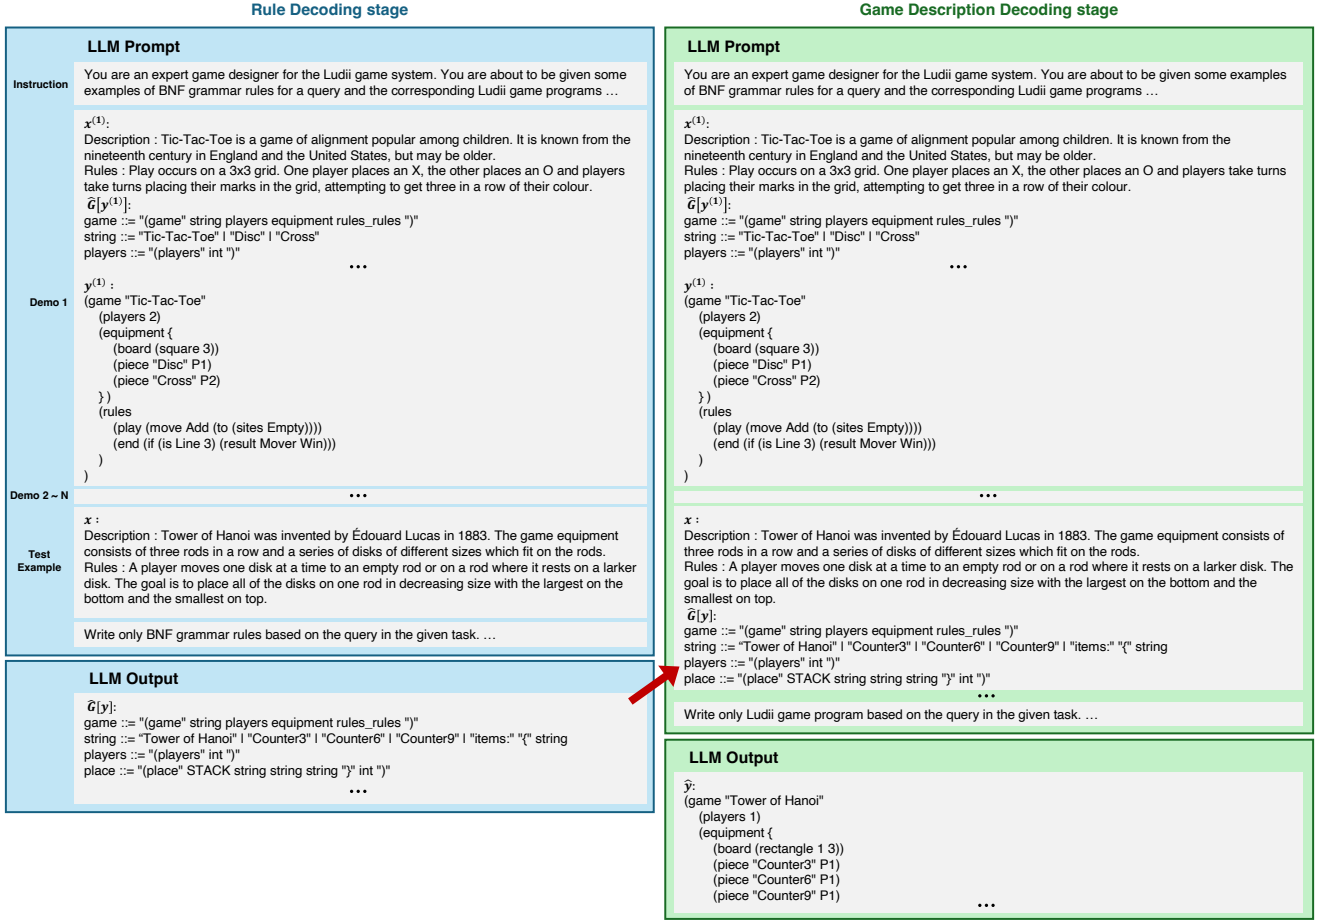 Rule Decoding stage
LLM Prompt
Instruction
You are an expert game designer for the Ludii game system. You are about to be given some
examples of BNF grammar rules for a query and the corresponding Ludii game programs …
Demo 1
x⁽¹⁾:
Description : Tic-Tac-Toe is a game of alignment popular among children. It is known from the
nineteenth century in England and the United States, but may be older.
Rules : Play occurs on a 3x3 grid. One player places an X, the other places an O and players
take turns placing their marks in the grid, attempting to get three in a row of their colour.
Ĝ[y⁽¹⁾]:
game ::= "(game" string players equipment rules_rules ")"
string ::= "Tic-Tac-Toe" | "Disc" | "Cross"
players ::= "(players" int ")"
...
y⁽¹⁾ :
(game "Tic-Tac-Toe"
(players 2)
(equipment {
(board (square 3))
(piece "Disc" P1)
(piece "Cross" P2)
} )
(rules
(play (move Add (to (sites Empty))))
(end (if (is Line 3) (result Mover Win)))
)
)
Demo 2 ~ N
...
Test
Example
x :
Description : Tower of Hanoi was invented by Édouard Lucas in 1883. The game equipment
consists of three rods in a row and a series of disks of different sizes which fit on the rods.
Rules : A player moves one disk at a time to an empty rod or on a rod where it rests on a larker
disk. The goal is to place all of the disks on one rod in decreasing size with the largest on the
bottom and the smallest on top.
Write only BNF grammar rules based on the query in the given task. …
LLM Output
Ĝ[y]:
game ::= "(game" string players equipment rules_rules ")"
string ::= “Tower of Hanoi" | "Counter3" | "Counter6" | "Counter9" | "items:" "{" string
players ::= "(players" int ")"
place ::= "(place" STACK string string string "}" int ")"
...
Game Description Decoding stage
LLM Prompt
You are an expert game designer for the Ludii game system. You are about to be given some examples
of BNF grammar rules for a query and the corresponding Ludii game programs …
x⁽¹⁾:
Description : Tic-Tac-Toe is a game of alignment popular among children. It is known from the
nineteenth century in England and the United States, but may be older.
Rules : Play occurs on a 3x3 grid. One player places an X, the other places an O and players take turns
placing their marks in the grid, attempting to get three in a row of their colour.
Ĝ[y⁽¹⁾]:
game ::= "(game" string players equipment rules_rules ")"
string ::= "Tic-Tac-Toe" | "Disc" | "Cross"
players ::= "(players" int ")"
...
y⁽¹⁾ :
(game "Tic-Tac-Toe"
(players 2)
(equipment {
(board (square 3))
(piece "Disc" P1)
(piece "Cross" P2)
} )
(rules
(play (move Add (to (sites Empty))))
(end (if (is Line 3) (result Mover Win)))
)
)
...
x :
Description : Tower of Hanoi was invented by Édouard Lucas in 1883. The game equipment consists of
three rods in a row and a series of disks of different sizes which fit on the rods.
Rules : A player moves one disk at a time to an empty rod or on a rod where it rests on a larker disk. The
goal is to place all of the disks on one rod in decreasing size with the largest on the bottom and the
smallest on top.
Ĝ[y]:
game ::= "(game" string players equipment rules_rules ")"
string ::= “Tower of Hanoi" | "Counter3" | "Counter6" | "Counter9" | "items:" "{" string
players ::= "(players" int ")"
place ::= "(place" STACK string string string "}" int ")"
...
Write only Ludii game program based on the query in the given task. …
LLM Output
ŷ:
(game "Tower of Hanoi"
(players 1)
(equipment {
(board (rectangle 1 3))
(piece "Counter3" P1)
(piece "Counter6" P1)
(piece "Counter9" P1)
...